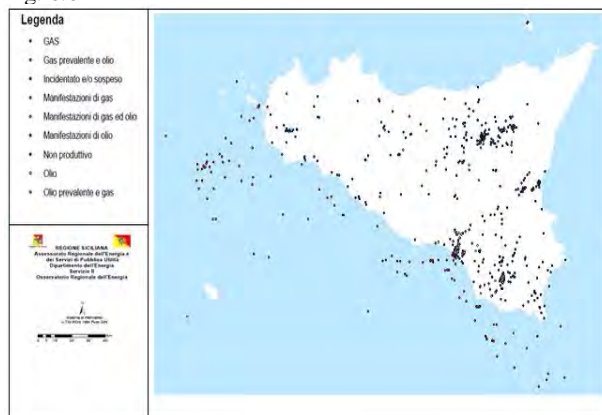 Legenda
GAS
Gas prevalente e olio
Incidentato e/o sospeso
Manifestazioni di gas
Manifestazioni di gas ed olio
Manifestazioni di olio
Non produttivo
Olio
Olio prevalente e gas
REGIONE SICILIANA
Assessorato Regionale dell'Energia e
dei Servizi di Pubblica Utilità
Dipartimento dell'Energia
Servizio 8
Osservatorio Regionale dell'Energia